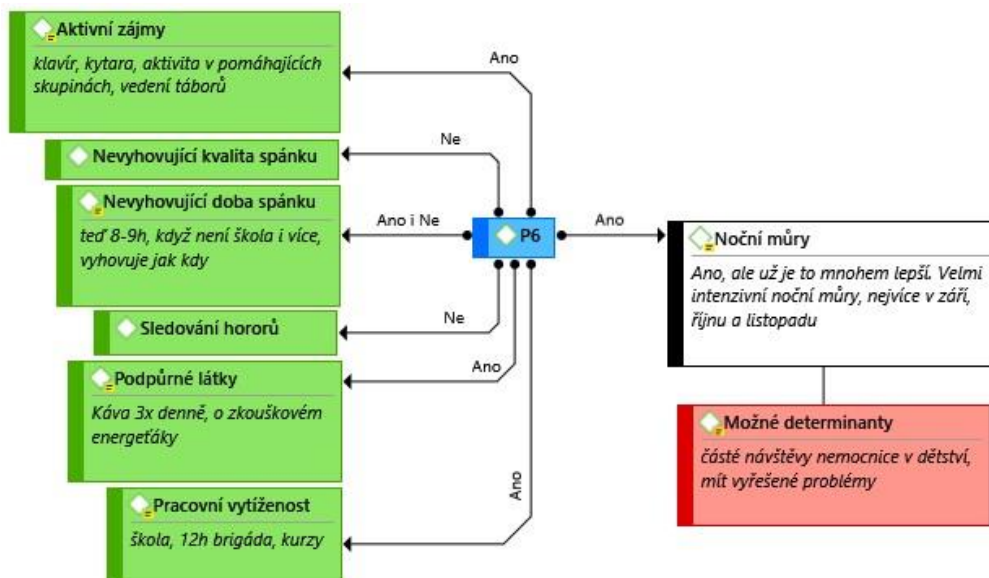 Aktivní zájmy
klavír, kytara, aktivita v pomáhajících
skupinách, vedení táborů
Ano
Nevyhovující kvalita spánku
Ne
Nevyhovující doba spánku
teď 8-9h, když není škola i více,
vyhovuje jak kdy
Ano i Ne
P6
Ano
Noční můry
Ano, ale už je to mnohem lepší. Velmi
intenzivní noční můry, nejvíce v září,
říjnu a listopadu
Sledování hororů
Ne
Podpůrné látky
Káva 3x denně, o zkouškovém
energeťáky
Ano
Možné determinanty
časté návštěvy nemocnice v dětství,
mít vyřešené problémy
Pracovní vytíženost
škola, 12h brigáda, kurzy
Ano